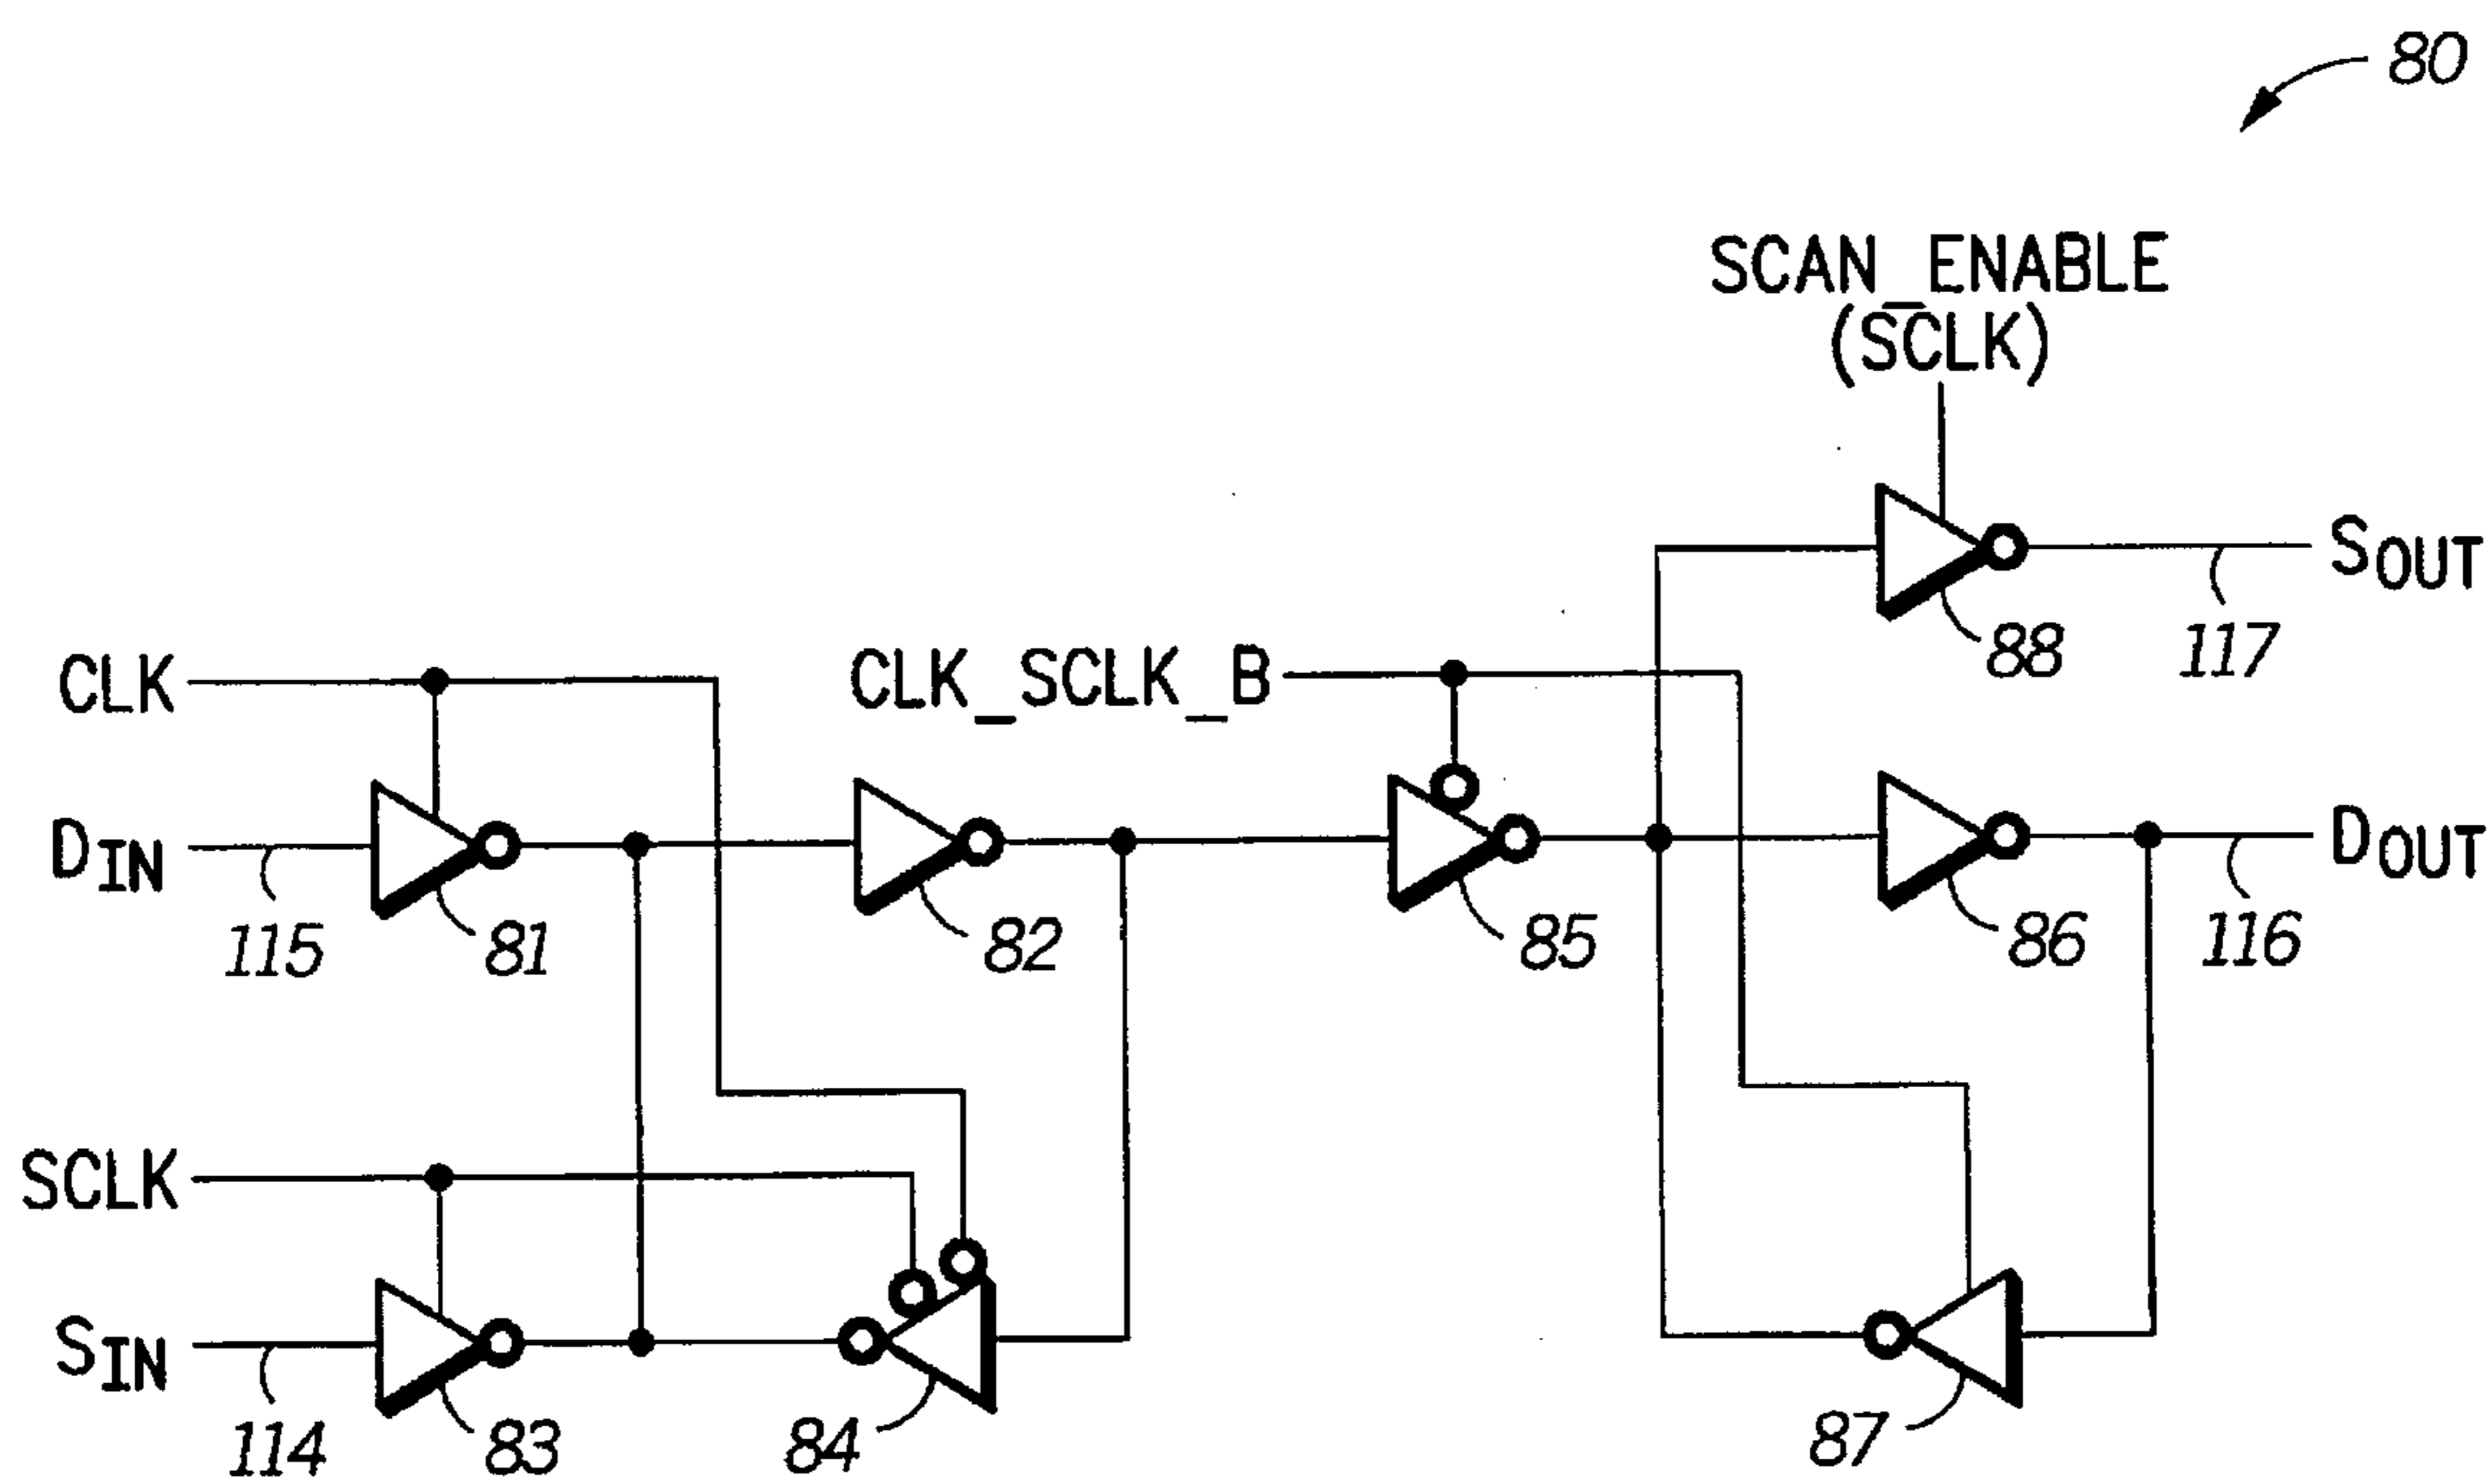 80
SCAN_ENABLE
(SCLK)
SOUT
88
117
CLK
CLK_SCLK_B
DIN
DOUT
115
81
82
85
86
116
SCLK
SIN
114
83
84
87